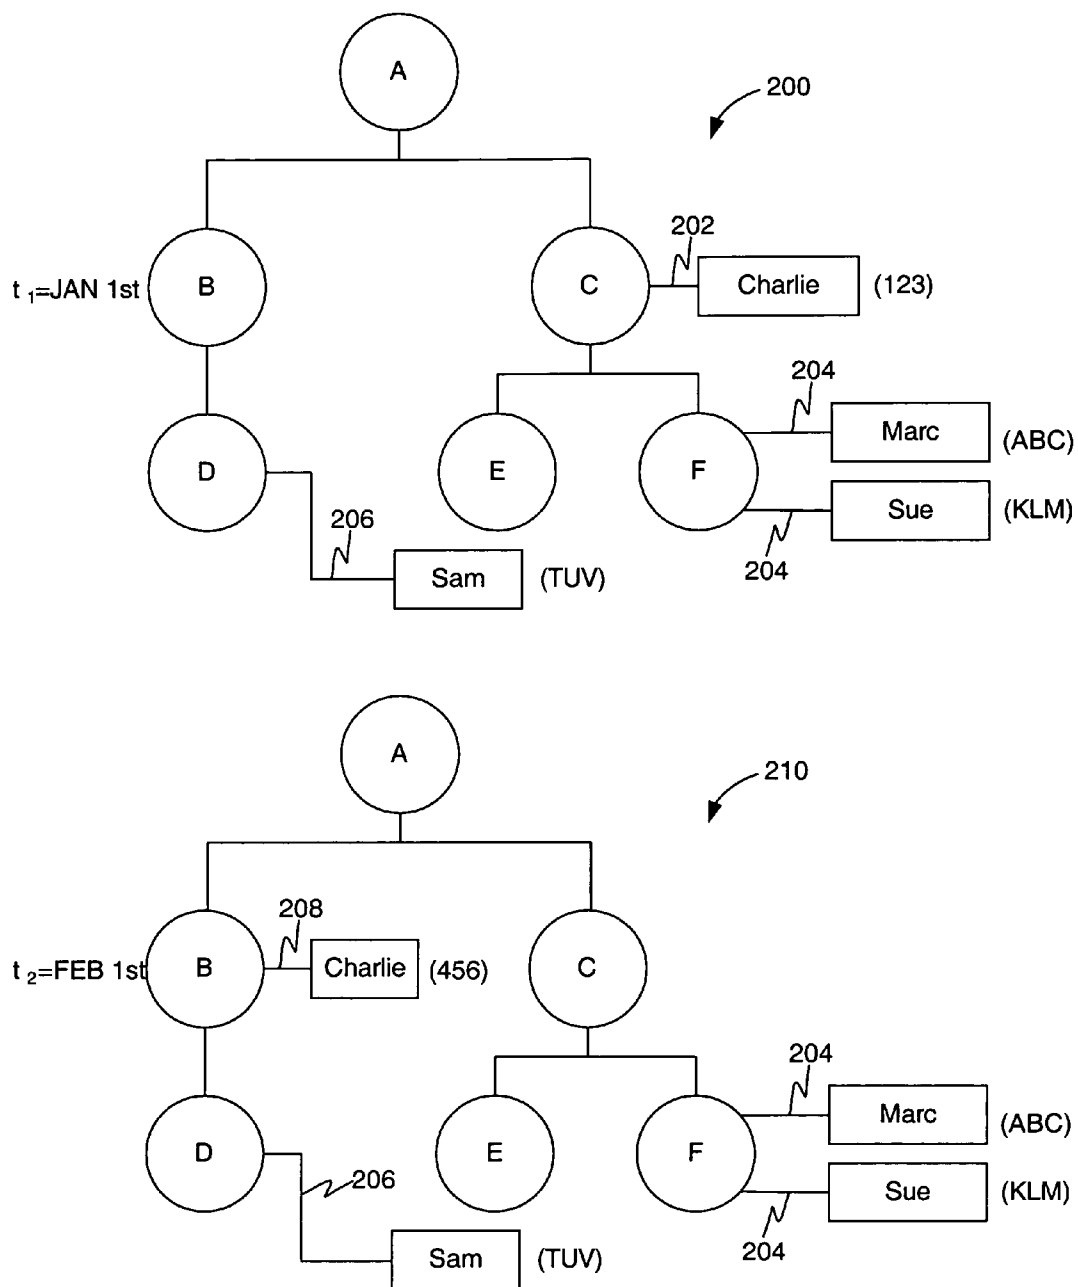 A
200
202
t 1=JAN 1st
B
C
Charlie
(123)
204
Marc
(ABC)
D
E
F
206
Sue
(KLM)
204
Sam
(TUV)
A
210
208
t 2=FEB 1st
B
Charlie
(456)
C
204
Marc
(ABC)
D
E
F
206
Sue
(KLM)
204
Sam
(TUV)